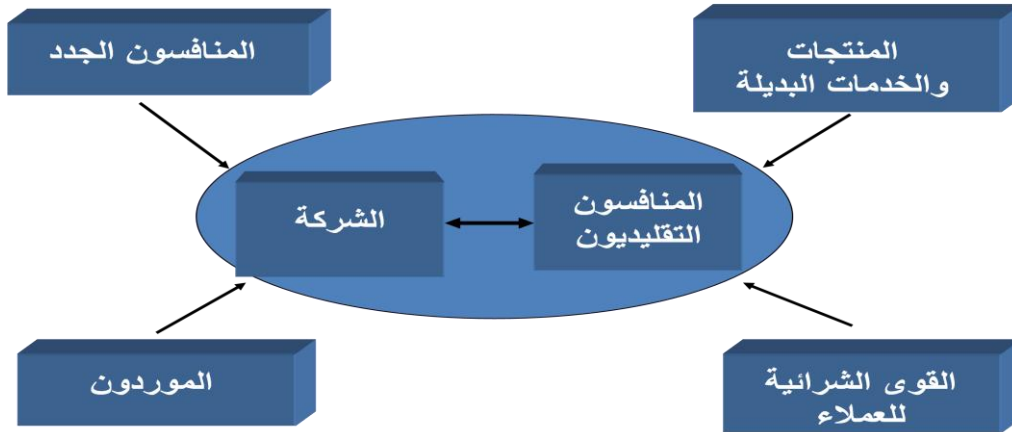 المنافسون الجدد
المنتجات
والخدمات البديلة
الشركة
المنافسون
التقليديون
الموردون
القوى الشرائية
للعملاء